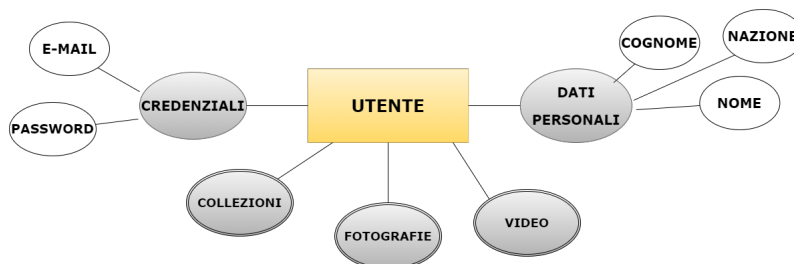 E-MAIL
COGNOME
NAZIONE
CREDENZIALI
UTENTE
DATI
PERSONALI
NOME
PASSWORD
COLLEZIONI
FOTOGRAFIE
VIDEO